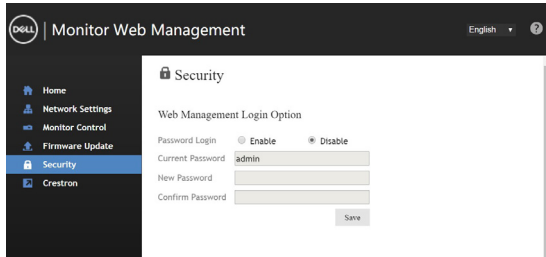 DELL | Monitor Web Management
English
?
Home
Network Settings
Monitor Control
Firmware Update
Security
Crestron
Security
Web Management Login Option
Password Login Enable Disable
Current Password admin
New Password
Confirm Password
Save